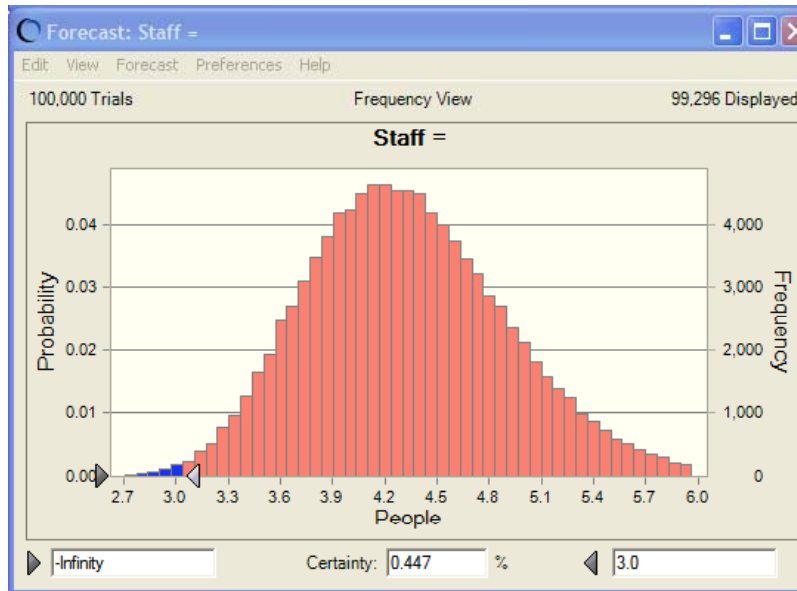 Forecast: Staff =
Edit View Forecast Preferences Help
100,000 Trials Frequency View 99,296 Displayed
Staff =
0.04 4,000
0.03 3,000
0.02 2,000
0.01 1,000
0.00 0
Probability
Frequency
2.7 3.0 3.3 3.6 3.9 4.2 4.5 4.8 5.1 5.4 5.7 6.0
People
-Infinity Certainty: 0.447 % 3.0